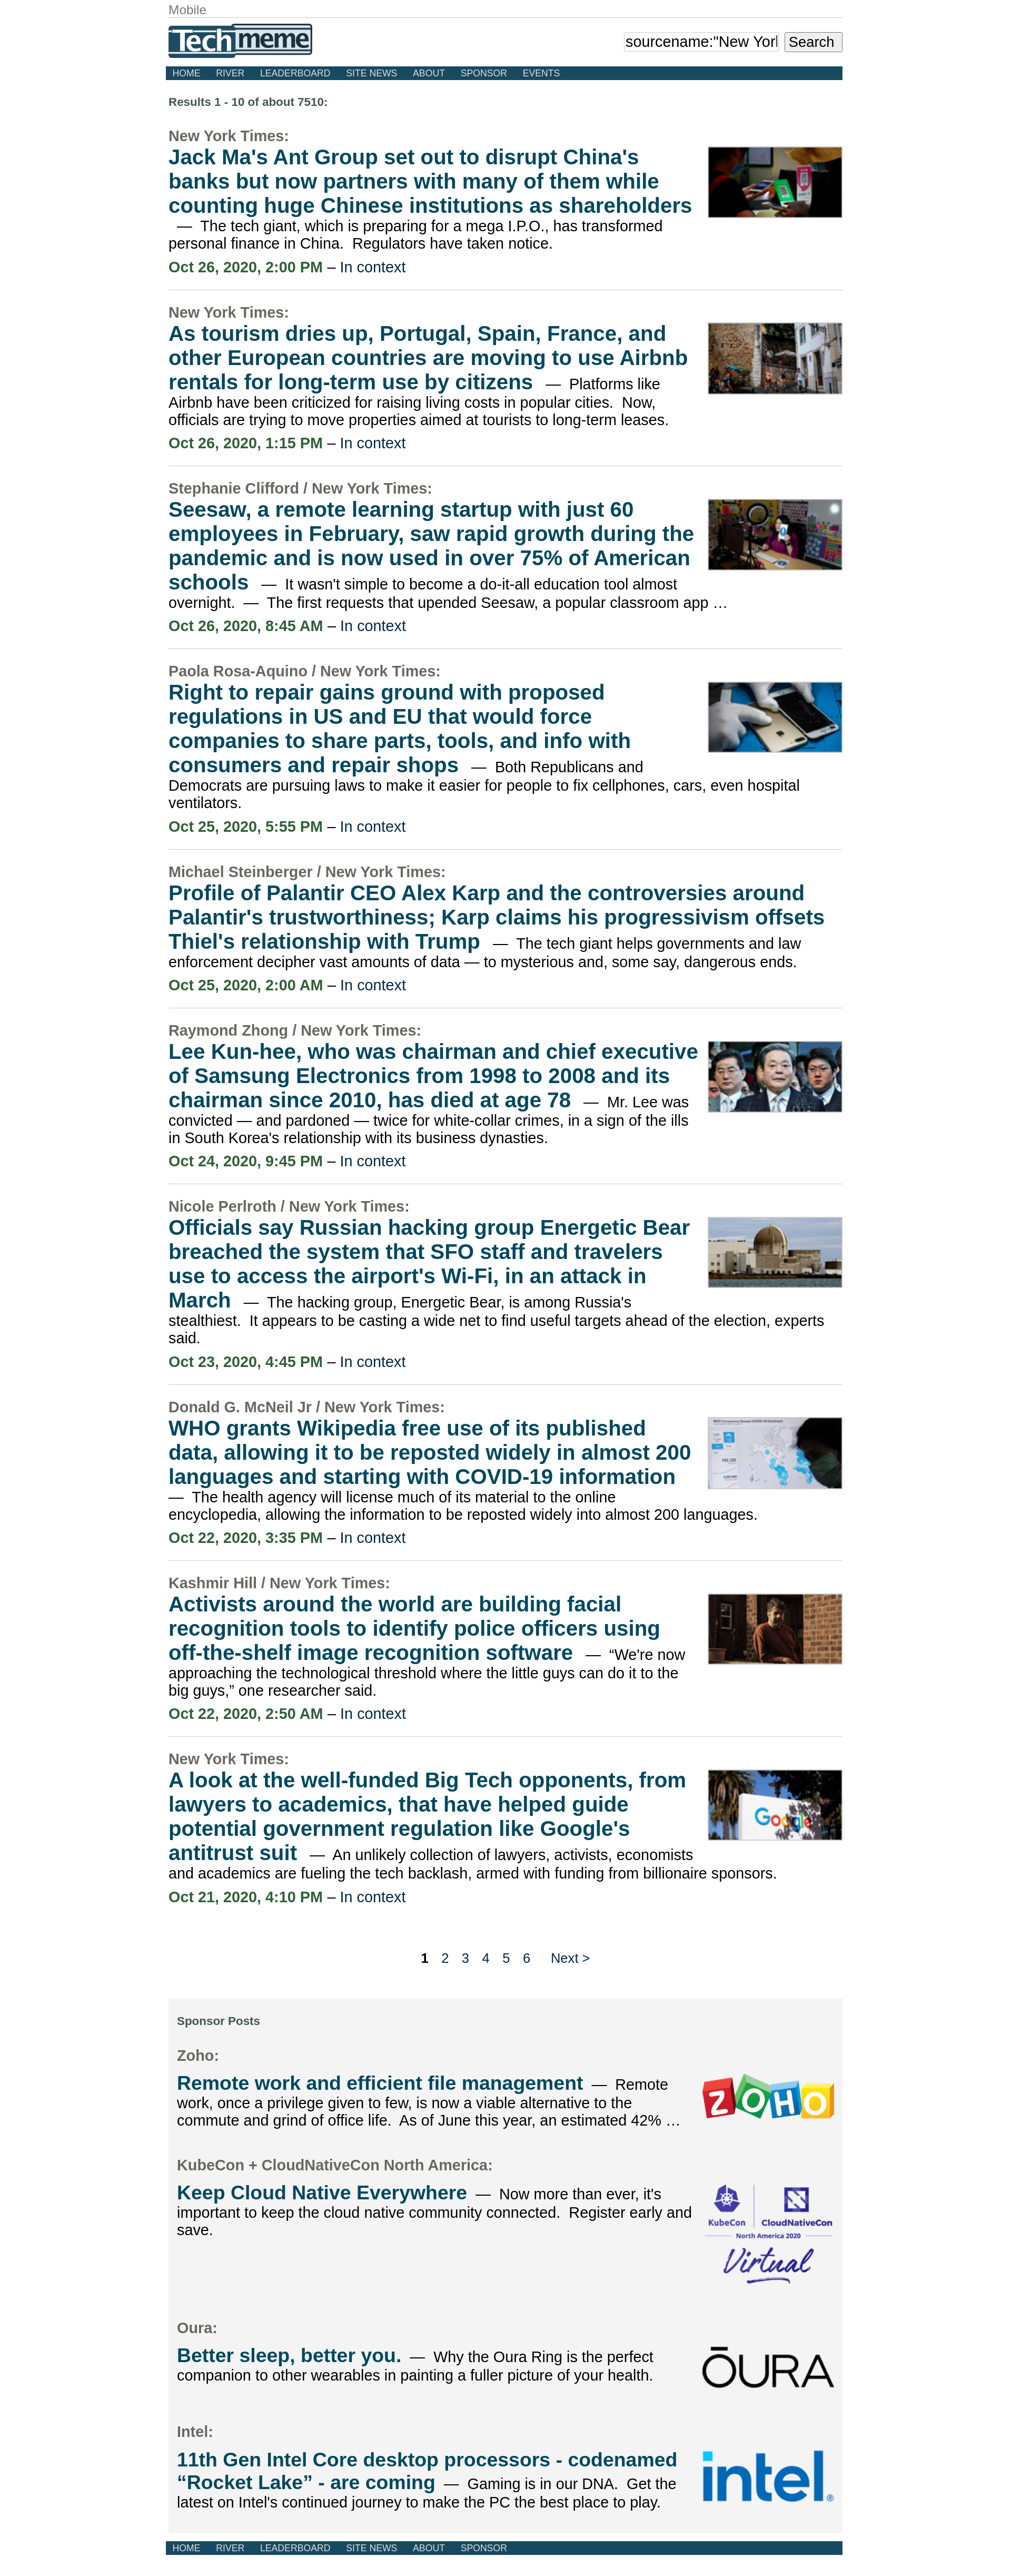 Mobile
Techmeme
sourcename:"New Yorl
Search
HOME RIVER LEADERBOARD SITE NEWS ABOUT SPONSOR EVENTS
Results 1 - 10 of about 7510:
New York Times:
Jack Ma's Ant Group set out to disrupt China's
banks but now partners with many of them while
counting huge Chinese institutions as shareholders
— The tech giant, which is preparing for a mega I.P.O., has transformed
personal finance in China. Regulators have taken notice.
Oct 26, 2020, 2:00 PM – In context
New York Times:
As tourism dries up, Portugal, Spain, France, and
other European countries are moving to use Airbnb
rentals for long-term use by citizens — Platforms like
Airbnb have been criticized for raising living costs in popular cities. Now,
officials are trying to move properties aimed at tourists to long-term leases.
Oct 26, 2020, 1:15 PM – In context
Stephanie Clifford / New York Times:
Seesaw, a remote learning startup with just 60
employees in February, saw rapid growth during the
pandemic and is now used in over 75% of American
schools — It wasn't simple to become a do-it-all education tool almost
overnight. — The first requests that upended Seesaw, a popular classroom app …
Oct 26, 2020, 8:45 AM – In context
Paola Rosa-Aquino / New York Times:
Right to repair gains ground with proposed
regulations in US and EU that would force
companies to share parts, tools, and info with
consumers and repair shops — Both Republicans and
Democrats are pursuing laws to make it easier for people to fix cellphones, cars, even hospital
ventilators.
Oct 25, 2020, 5:55 PM – In context
Michael Steinberger / New York Times:
Profile of Palantir CEO Alex Karp and the controversies around
Palantir's trustworthiness; Karp claims his progressivism offsets
Thiel's relationship with Trump — The tech giant helps governments and law
enforcement decipher vast amounts of data — to mysterious and, some say, dangerous ends.
Oct 25, 2020, 2:00 AM – In context
Raymond Zhong / New York Times:
Lee Kun-hee, who was chairman and chief executive
of Samsung Electronics from 1998 to 2008 and its
chairman since 2010, has died at age 78 — Mr. Lee was
convicted — and pardoned — twice for white-collar crimes, in a sign of the ills
in South Korea's relationship with its business dynasties.
Oct 24, 2020, 9:45 PM – In context
Nicole Perlroth / New York Times:
Officials say Russian hacking group Energetic Bear
breached the system that SFO staff and travelers
use to access the airport's Wi-Fi, in an attack in
March — The hacking group, Energetic Bear, is among Russia's
stealthiest. It appears to be casting a wide net to find useful targets ahead of the election, experts
said.
Oct 23, 2020, 4:45 PM – In context
Donald G. McNeil Jr / New York Times:
WHO grants Wikipedia free use of its published
data, allowing it to be reposted widely in almost 200
languages and starting with COVID-19 information
— The health agency will license much of its material to the online
encyclopedia, allowing the information to be reposted widely into almost 200 languages.
Oct 22, 2020, 3:35 PM – In context
Kashmir Hill / New York Times:
Activists around the world are building facial
recognition tools to identify police officers using
off-the-shelf image recognition software — “We're now
approaching the technological threshold where the little guys can do it to the
big guys,” one researcher said.
Oct 22, 2020, 2:50 AM – In context
New York Times:
A look at the well-funded Big Tech opponents, from
lawyers to academics, that have helped guide
potential government regulation like Google's
antitrust suit — An unlikely collection of lawyers, activists, economists
and academics are fueling the tech backlash, armed with funding from billionaire sponsors.
Google
Oct 21, 2020, 4:10 PM – In context
1 2 3 4 5 6 Next >
Sponsor Posts
Zoho:
Remote work and efficient file management — Remote
work, once a privilege given to few, is now a viable alternative to the
commute and grind of office life. As of June this year, an estimated 42% …
ZOHO
KubeCon + CloudNativeCon North America:
Keep Cloud Native Everywhere — Now more than ever, it's
important to keep the cloud native community connected. Register early and
save.
KubeCon CloudNativeCon
North America 2020
Virtual
Oura:
Better sleep, better you. — Why the Oura Ring is the perfect
companion to other wearables in painting a fuller picture of your health.
ŌURA
Intel:
11th Gen Intel Core desktop processors - codenamed
“Rocket Lake” - are coming — Gaming is in our DNA. Get the
latest on Intel's continued journey to make the PC the best place to play.
intel®
HOME RIVER LEADERBOARD SITE NEWS ABOUT SPONSOR